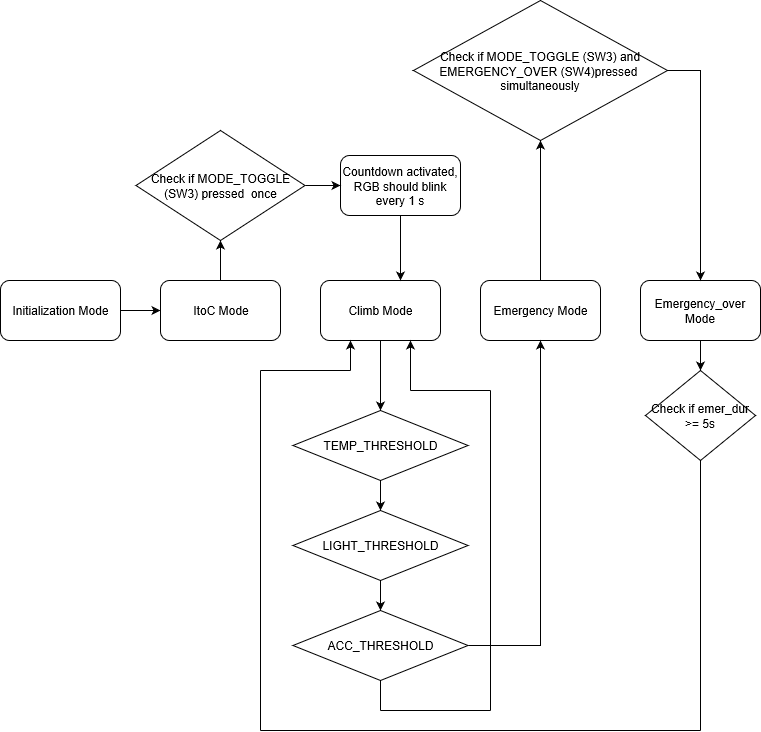 Check if MODE_TOGGLE (SW3) and
EMERGENCY_OVER (SW4)pressed
simultaneously
Check if MODE_TOGGLE
(SW3) pressed  once
Countdown activated,
RGB should blink
every 1 s
Initialization Mode
ItoC Mode
Climb Mode
Emergency Mode
Emergency_over
Mode
Check if emer_dur
>= 5s
TEMP_THRESHOLD
LIGHT_THRESHOLD
ACC_THRESHOLD